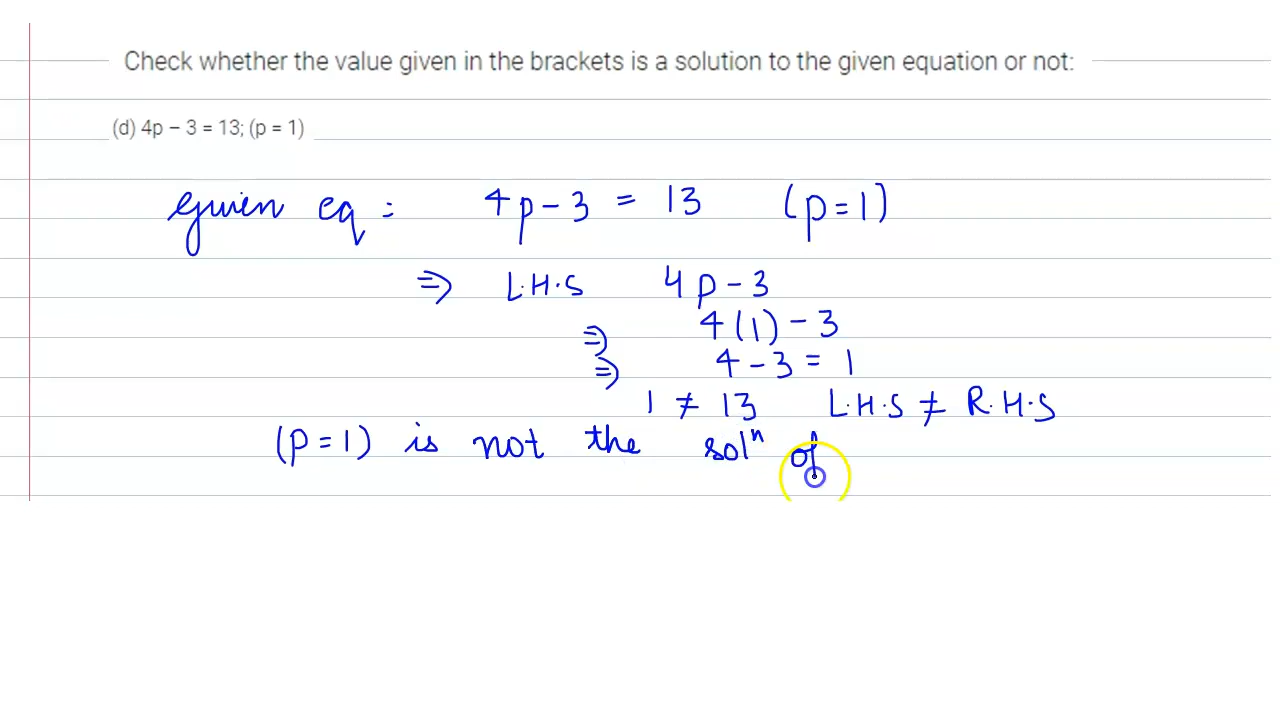 Check whether the value given in the brackets is a solution to the given equation or not:
(d) 4p − 3 = 13; (p = 1)
given eq : 4p − 3 = 13 (p = 1)
⇒ L.H.S 4p − 3
⇒ 4(1) − 3
⇒ 4 − 3 = 1
1 ≠ 13 L.H.S ≠ R.H.S
(p = 1) is not the solⁿ of